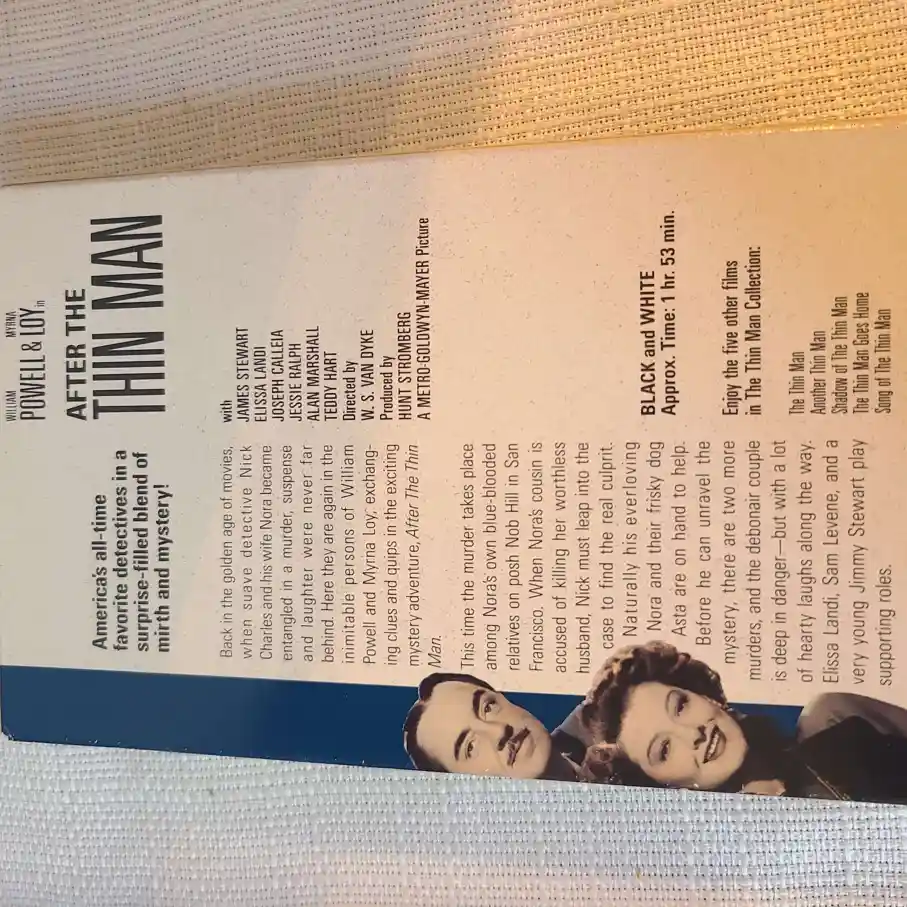 WILLIAM MYRNA
POWELL & LOY in
AFTER THE
THIN MAN
America's all-time
favorite detectives in a
surprise-filled blend of
mirth and mystery!
Back in the golden age of movies,
when suave detective Nick
Charles and his wife Nora became
entangled in a murder, suspense
and laughter were never far
behind. Here they are again in the
inimitable persons of William
Powell and Myrna Loy, exchang-
ing clues and quips in the exciting
mystery adventure, After The Thin
Man.
This time the murder takes place
among Nora's own blue-blooded
relatives on posh Nob Hill in San
Francisco. When Nora's cousin is
accused of killing her worthless
husband, Nick must leap into the
case to find the real culprit.
Naturally his everloving
Nora and their frisky dog
Asta are on hand to help.
Before he can unravel the
mystery, there are two more
murders, and the debonair couple
is deep in danger—but with a lot
of hearty laughs along the way.
Elissa Landi, Sam Levene, and a
very young Jimmy Stewart play
supporting roles.
with
JAMES STEWART
ELISSA LANDI
JOSEPH CALLEIA
JESSIE RALPH
ALAN MARSHALL
TEDDY HART
Directed by
W. S. VAN DYKE
Produced by
HUNT STROMBERG
A METRO-GOLDWYN-MAYER Picture
BLACK and WHITE
Approx. Time: 1 hr. 53 min.
Enjoy the five other films
in The Thin Man Collection:
The Thin Man
Another Thin Man
Shadow of The Thin Man
The Thin Man Goes Home
Song of The Thin Man